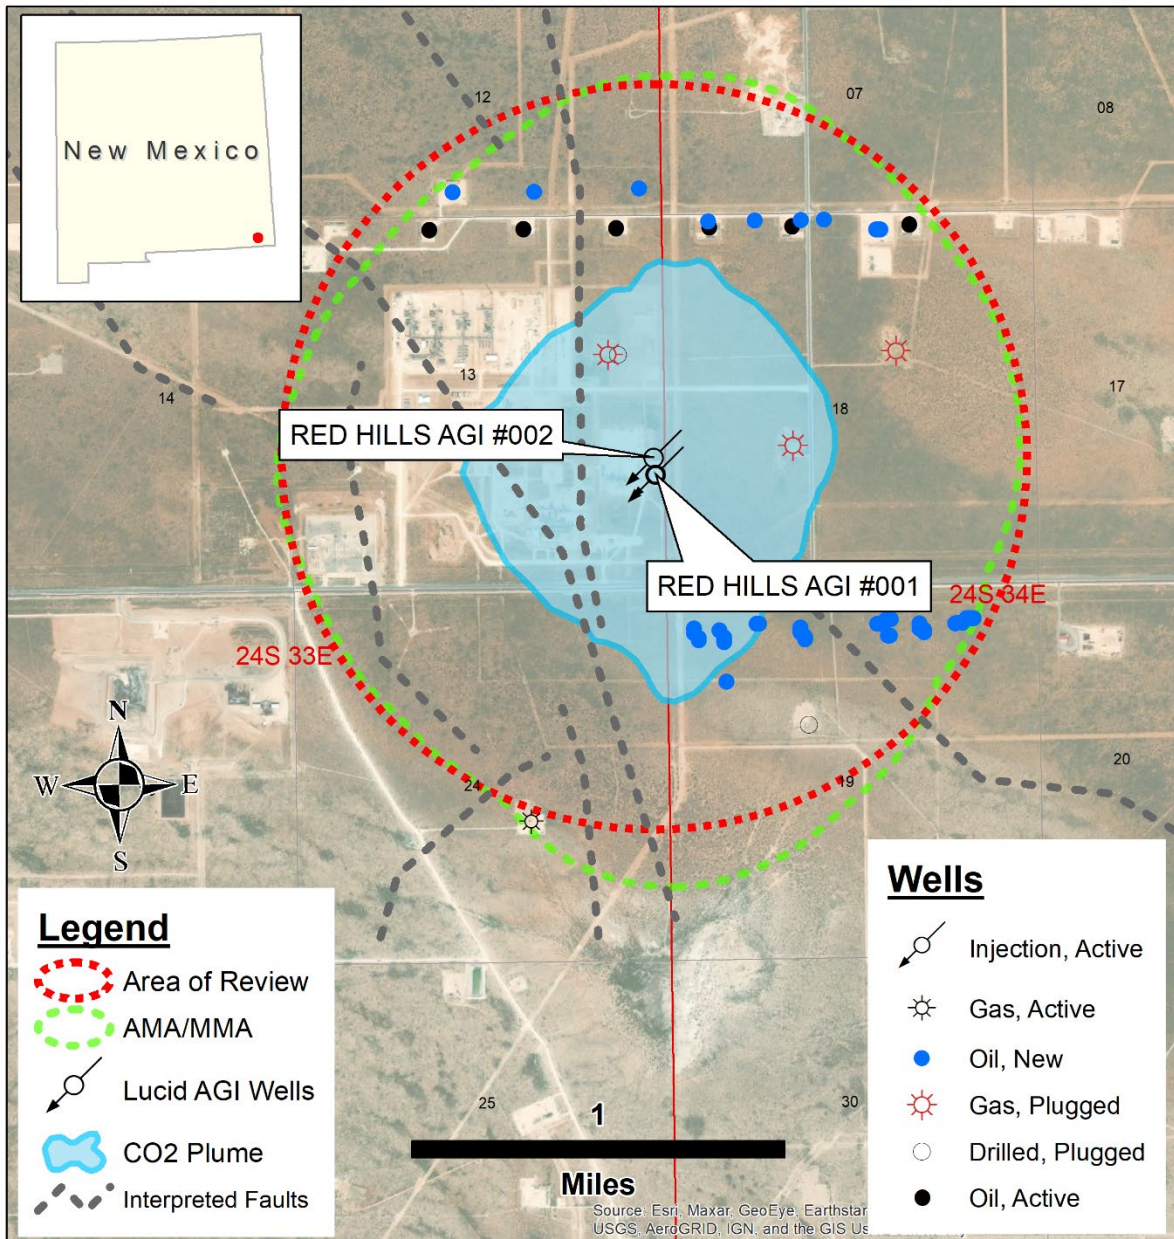 New Mexico
12
07
08
14
13
18
17
RED HILLS AGI #002
RED HILLS AGI #001
24S 34E
24S 33E
N
W E
S
24
19
20
25
30
Legend
Area of Review
AMA/MMA
Lucid AGI Wells
CO2 Plume
Interpreted Faults
1
Miles
Wells
Injection, Active
Gas, Active
Oil, New
Gas, Plugged
Drilled, Plugged
Oil, Active
Source: Esri, Maxar, GeoEye, Earthstar
USGS, AeroGRID, IGN, and the GIS Us